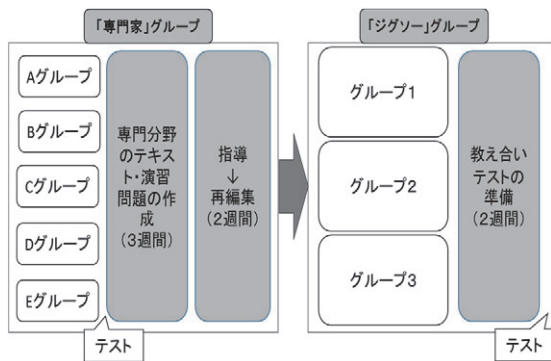 「専門家」グループ
Aグループ
Bグループ
Cグループ
Dグループ
Eグループ
専門分野
のテキス
ト・演習
問題の作
成
(3週間)
指導
↓
再編集
(2週間)
テスト
「ジグソー」グループ
グループ1
グループ2
グループ3
教え合い
テストの
準備
(2週間)
テスト